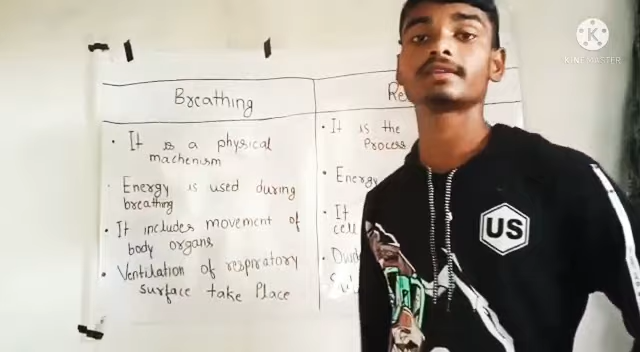 KINEMASTER
Breathing
• It is a physical
machenism
• Energy is used during
breathing
• It includes movement of
body organs
• Ventilation of respiratory
surface take Place
Re
• It is the
Process
• Energy
• It
cell
US